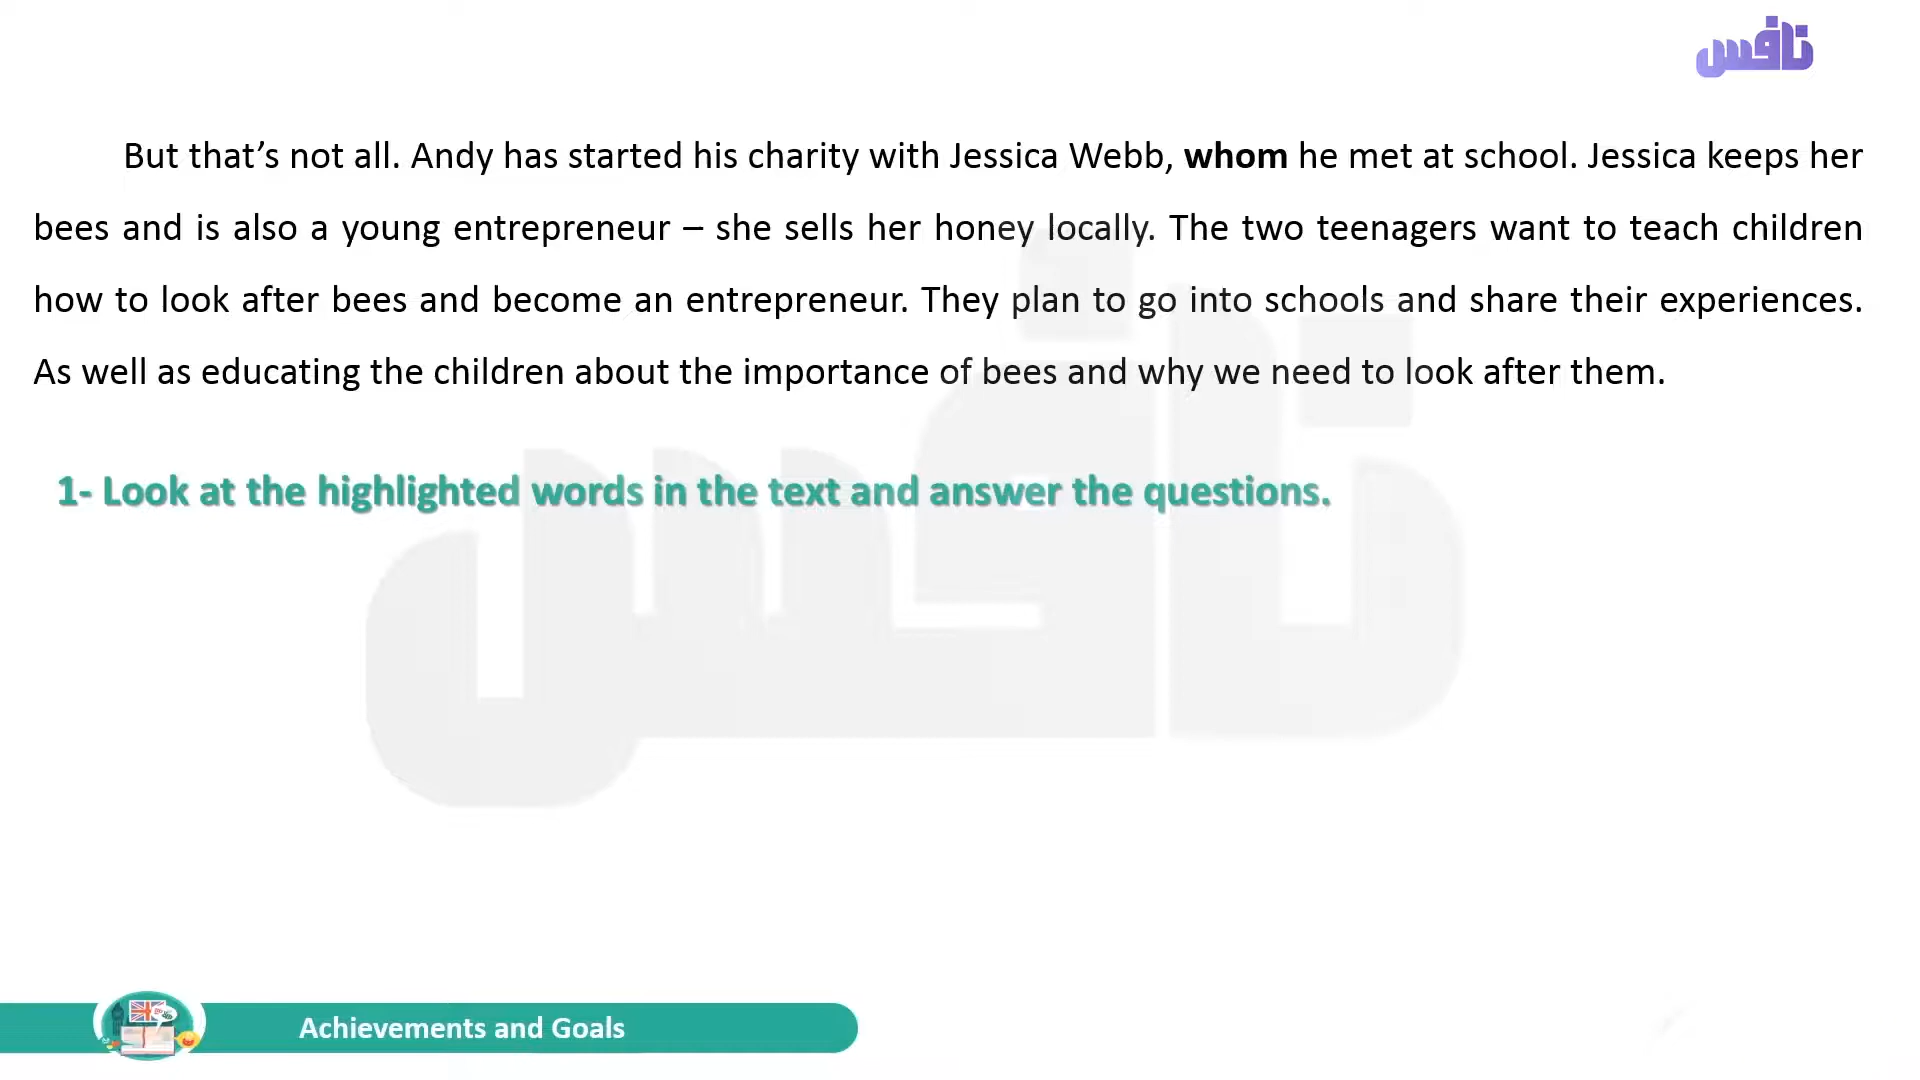 نافس
But that’s not all. Andy has started his charity with Jessica Webb, whom he met at school. Jessica keeps her
bees and is also a young entrepreneur – she sells her honey locally. The two teenagers want to teach children
how to look after bees and become an entrepreneur. They plan to go into schools and share their experiences.
As well as educating the children about the importance of bees and why we need to look after them.
1- Look at the highlighted words in the text and answer the questions.
نافس
Achievements and Goals